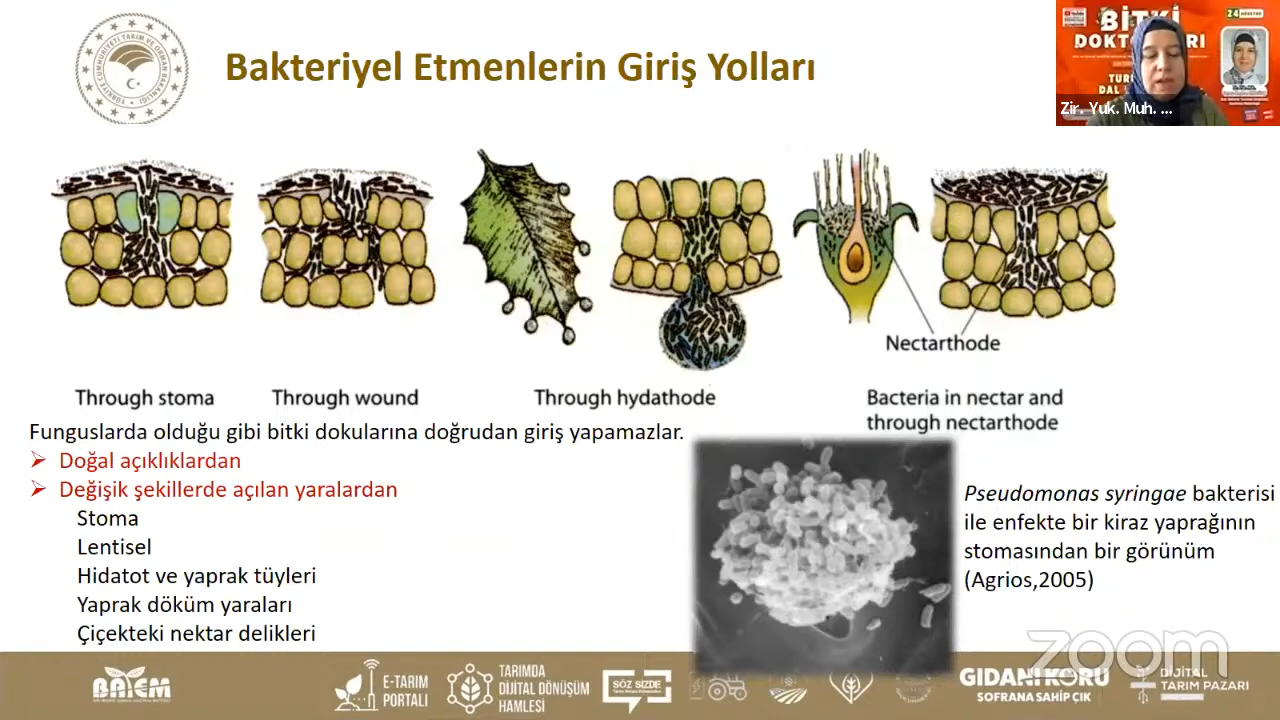 Bakteriyel Etmenlerin Giriş Yolları
BİTKİ
Zir. Yuk. Muh. ...
Nectarthode
Through stoma
Through wound
Through hydathode
Bacteria in nectar and
through nectarthode
Funguslarda olduğu gibi bitki dokularına doğrudan giriş yapamazlar.
➢ Doğal açıklıklardan
➢ Değişik şekillerde açılan yaralardan
Stoma
Lentisel
Hidatot ve yaprak tüyleri
Yaprak döküm yaraları
Çiçekteki nektar delikleri
Pseudomonas syringae bakterisi
ile enfekte bir kiraz yaprağının
stomasından bir görünüm
(Agrios,2005)
zoom
BATEM
E-TARIM
PORTALI
TARIMDA
DİJİTAL DÖNÜŞÜM
HAMLESİ
SÖZ SİZDE
GIDANI KORU
SOFRANA SAHİP ÇIK
DİJİTAL
TARIM PAZARI